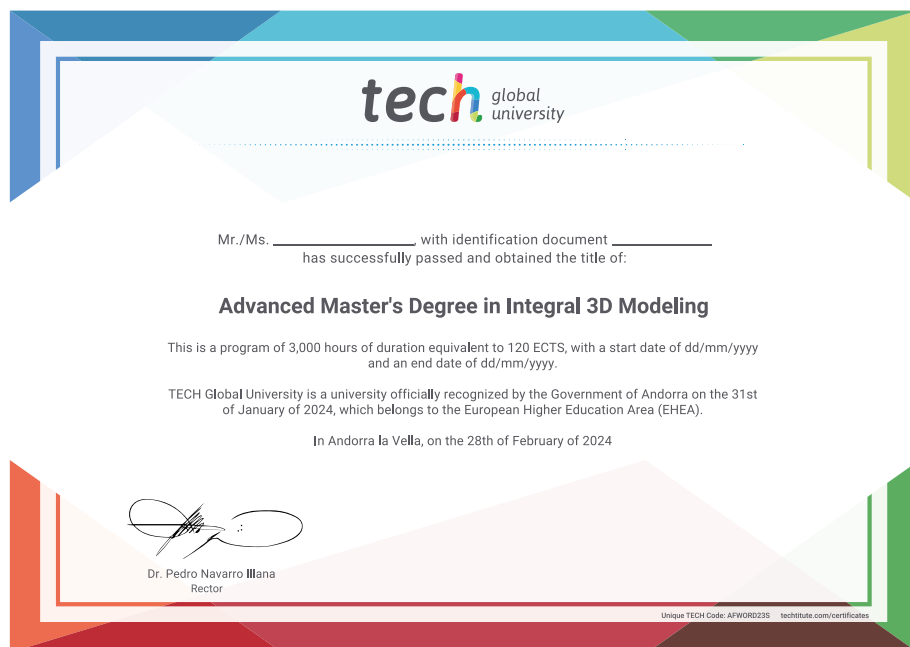 tech global university
Mr./Ms. ____________, with identification document ____________
has successfully passed and obtained the title of:
Advanced Master's Degree in Integral 3D Modeling
This is a program of 3,000 hours of duration equivalent to 120 ECTS, with a start date of dd/mm/yyyy
and an end date of dd/mm/yyyy.
TECH Global University is a university officially recognized by the Government of Andorra on the 31st
of January of 2024, which belongs to the European Higher Education Area (EHEA).
In Andorra la Vella, on the 28th of February of 2024
Dr. Pedro Navarro Illana
Rector
Unique TECH Code: AFWORD23S techtitute.com/certificates